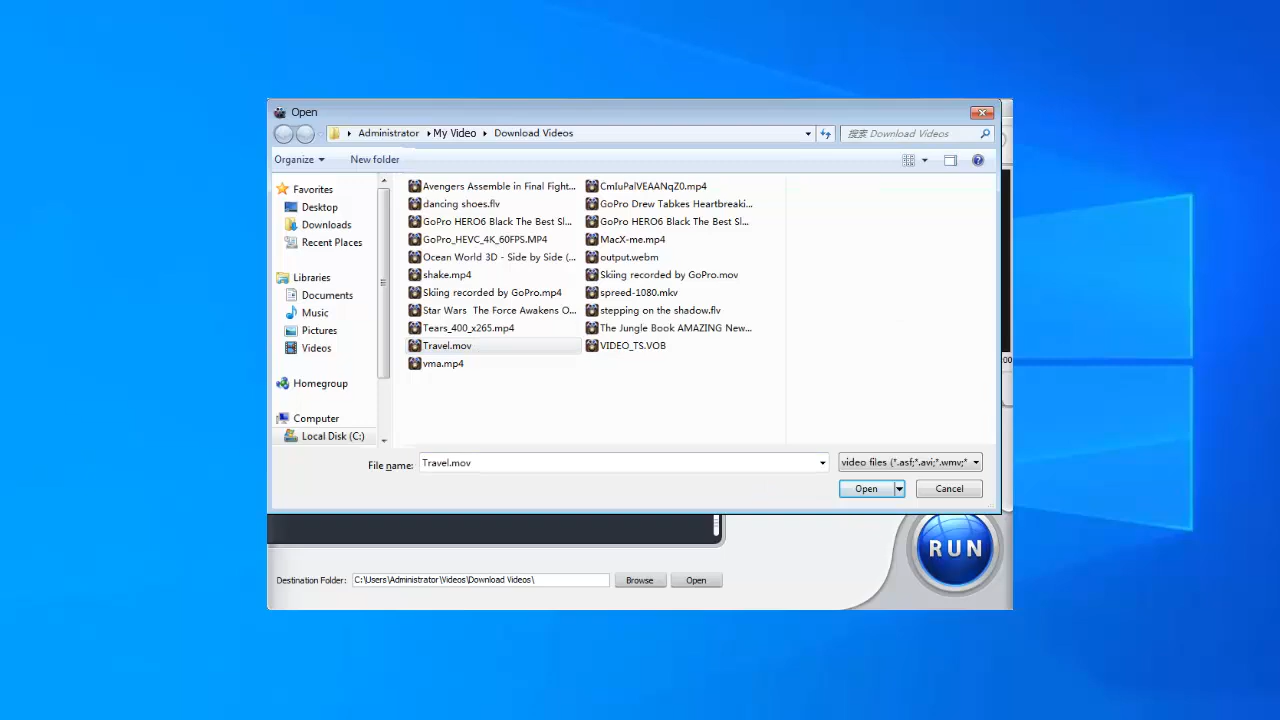 Open
Administrator My Video Download Videos
搜索 Download Videos
Organize New folder
Favorites
Desktop
Downloads
Recent Places
Libraries
Documents
Music
Pictures
Videos
Homegroup
Computer
Local Disk (C:)
Avengers Assemble in Final Fight...
dancing shoes.flv
GoPro HERO6 Black The Best Sl...
GoPro_HEVC_4K_60FPS.MP4
Ocean World 3D - Side by Side (...
shake.mp4
Skiing recorded by GoPro.mp4
Star Wars The Force Awakens O...
Tears_400_x265.mp4
Travel.mov
vma.mp4
CmIuPalVEAANqZ0.mp4
GoPro Drew Tabkes Heartbreaki...
GoPro HERO6 Black The Best Sl...
MacX-me.mp4
output.webm
Skiing recorded by GoPro.mov
spreed-1080.mkv
stepping on the shadow.flv
The Jungle Book AMAZING New...
VIDEO_TS.VOB
File name: Travel.mov
video files (*.asf;*.avi;*.wmv;*
Open Cancel
:00
RUN
Destination Folder: C:\Users\Administrator\Videos\Download Videos\ Browse Open